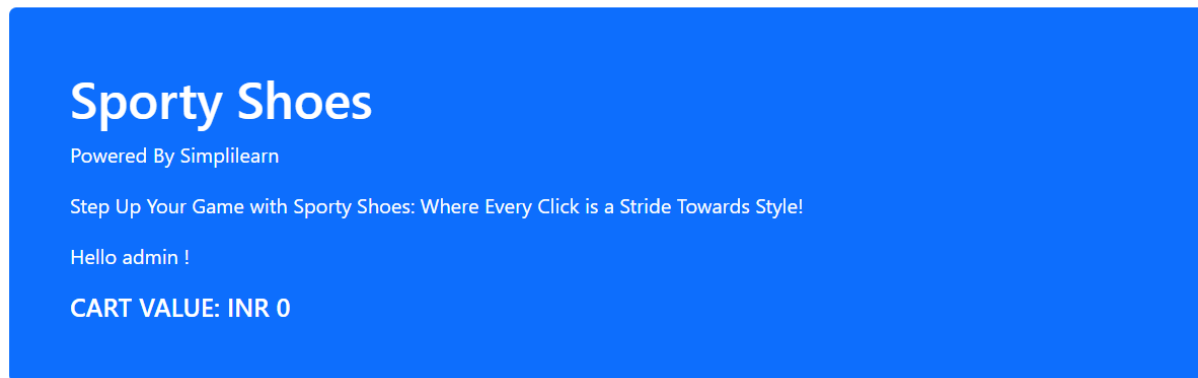 Sporty Shoes
Powered By Simplilearn
Step Up Your Game with Sporty Shoes: Where Every Click is a Stride Towards Style!
Hello admin !
CART VALUE: INR 0